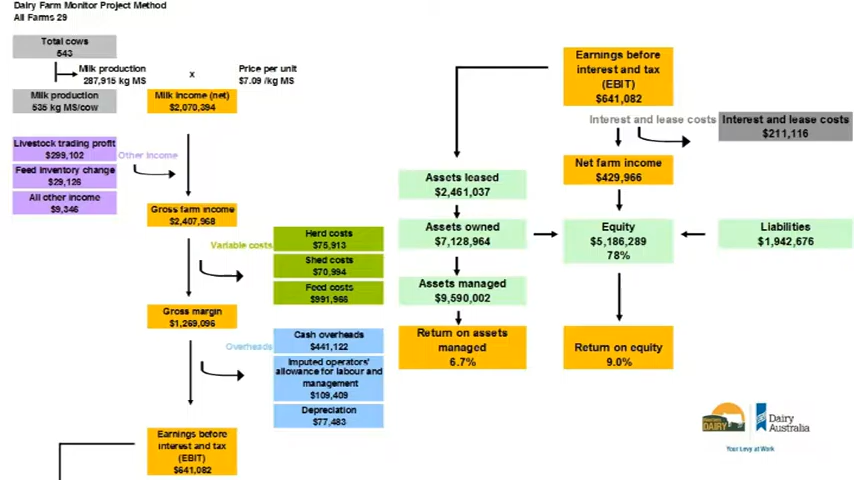 Dairy Farm Monitor Project Method
All Farms 29
Total cows
543
Milk production
287,915 kg MS
x
Price per unit
$7.09 /kg MS
Milk production
535 kg MS/cow
Milk income (net)
$2,070,394
Livestock trading profit
$299,102
Other income
Feed inventory change
$29,126
All other income
$9,346
Gross farm income
$2,407,968
Variable costs
Herd costs
$75,913
Shed costs
$70,994
Feed costs
$991,966
Gross margin
$1,269,096
Overheads
Cash overheads
$441,122
Imputed operators'
allowance for labour and
management
$109,409
Depreciation
$77,483
Earnings before
interest and tax
(EBIT)
$641,082
Earnings before
interest and tax
(EBIT)
$641,082
Interest and lease costs
Interest and lease costs
$211,116
Net farm income
$429,966
Assets leased
$2,461,037
Assets owned
$7,128,964
Equity
$5,186,289
78%
Liabilities
$1,942,676
Assets managed
$9,590,002
Return on assets
managed
6.7%
Return on equity
9.0%
DAIRY
Dairy
Australia
Your Levy at Work